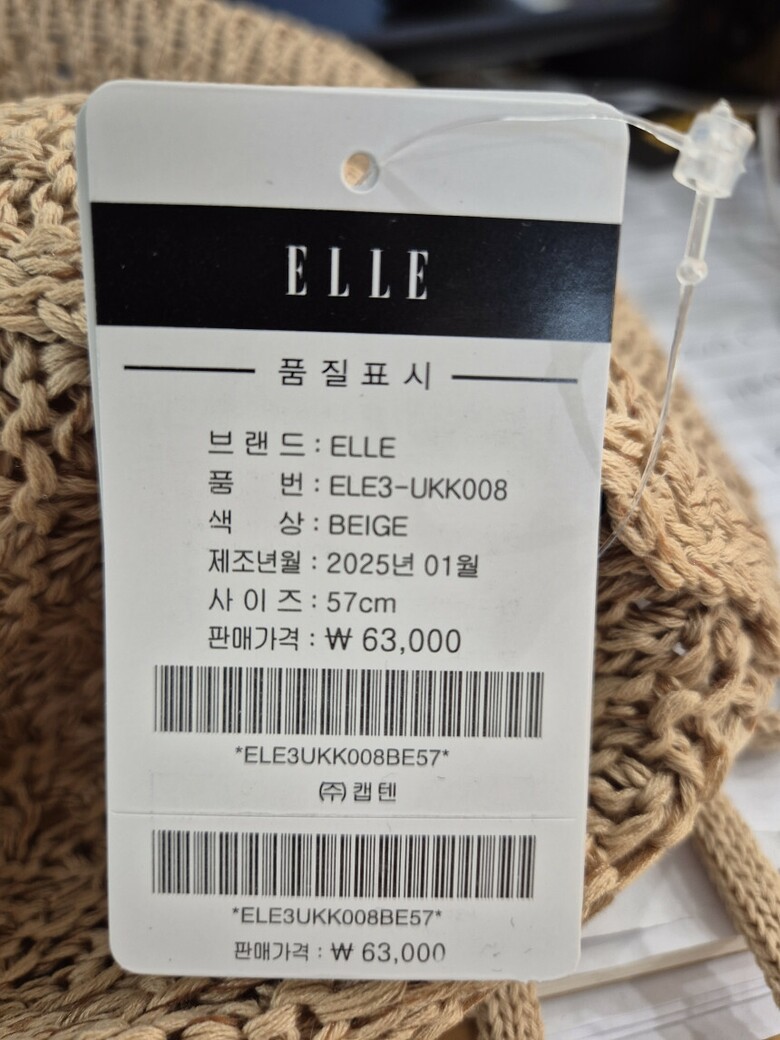 ELLE
품질표시
브랜드 : ELLE
품 번 : ELE3-UKK008
색 상 : BEIGE
제조년월 : 2025년 01월
사이즈 : 57cm
판매가격 : ₩ 63,000
*ELE3UKK008BE57*
㈜캡텐
*ELE3UKK008BE57*
판매가격 : ₩ 63,000